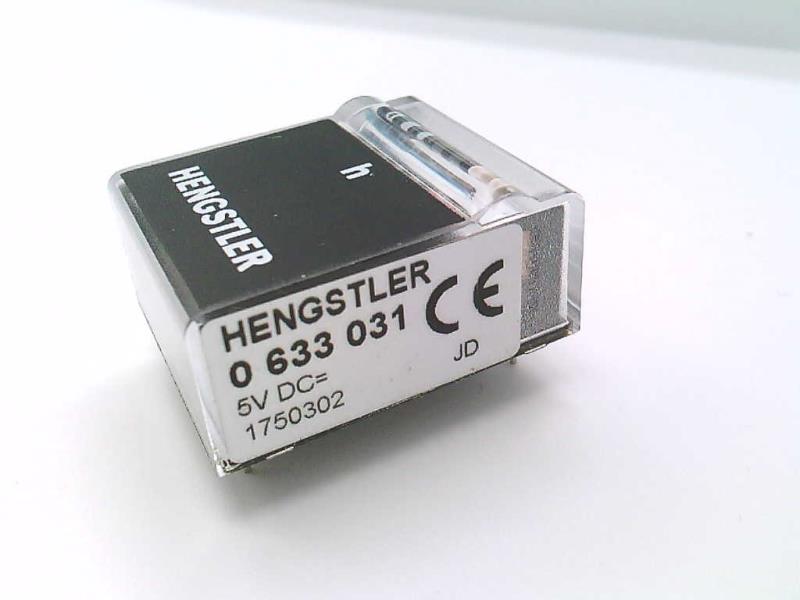 h
HENGSTLER
HENGSTLER
0 633 031
CE
5V DC=
JD
1750302